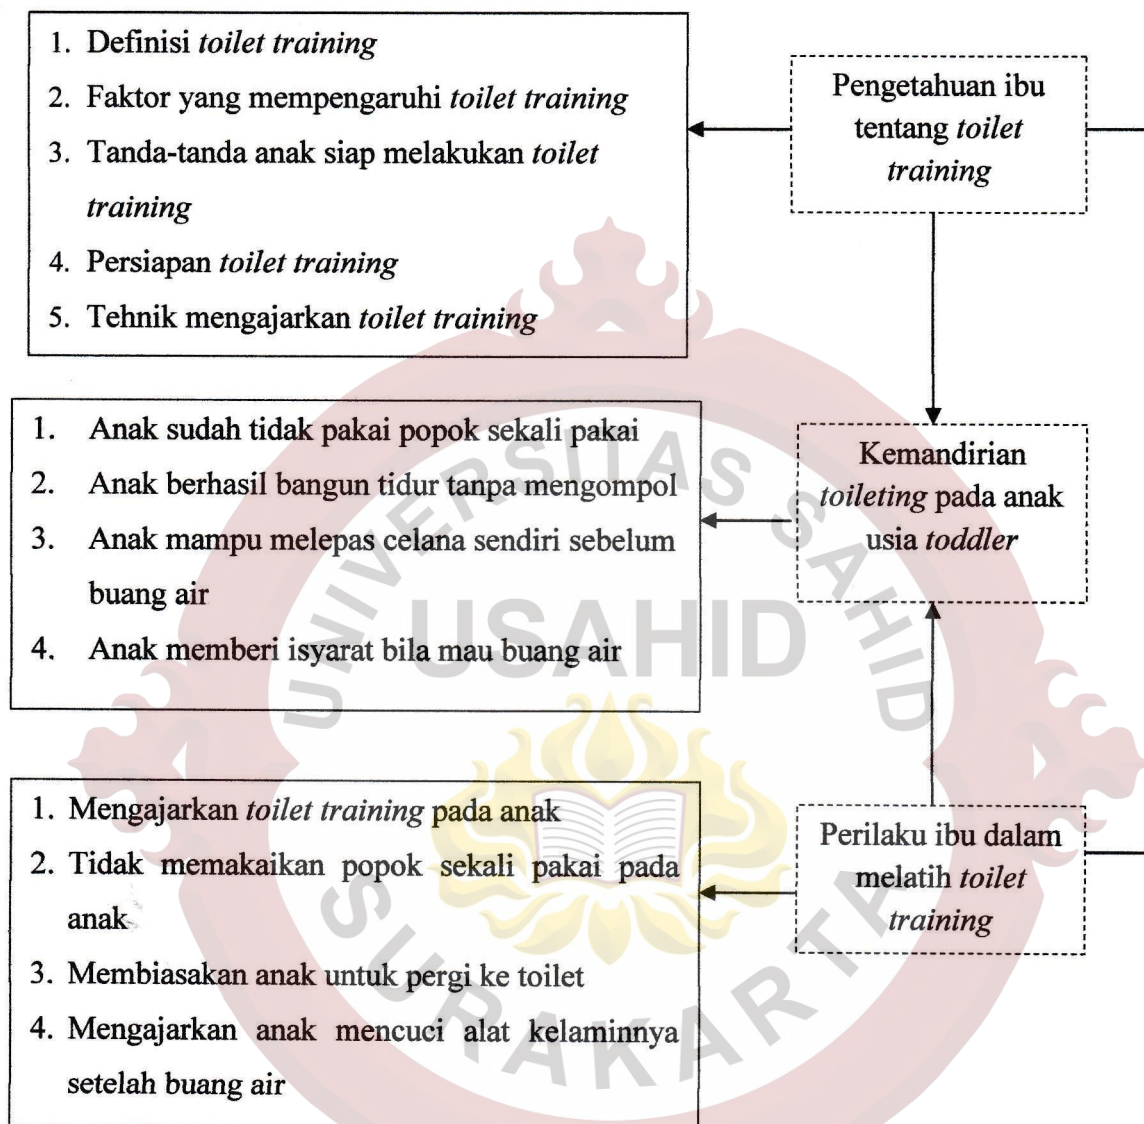 1. Definisi toilet training
2. Faktor yang mempengaruhi toilet training
3. Tanda-tanda anak siap melakukan toilet
training
4. Persiapan toilet training
5. Tehnik mengajarkan toilet training
Pengetahuan ibu
tentang toilet
training
1. Anak sudah tidak pakai popok sekali pakai
2. Anak berhasil bangun tidur tanpa mengompol
3. Anak mampu melepas celana sendiri sebelum
buang air
4. Anak memberi isyarat bila mau buang air
Kemandirian
toileting pada anak
usia toddler
1. Mengajarkan toilet training pada anak
2. Tidak memakaikan popok sekali pakai pada
anak
3. Membiasakan anak untuk pergi ke toilet
4. Mengajarkan anak mencuci alat kelaminnya
setelah buang air
Perilaku ibu dalam
melatih toilet
training
UNIVERSITAS SAHID
USAHID
SURAKARTA